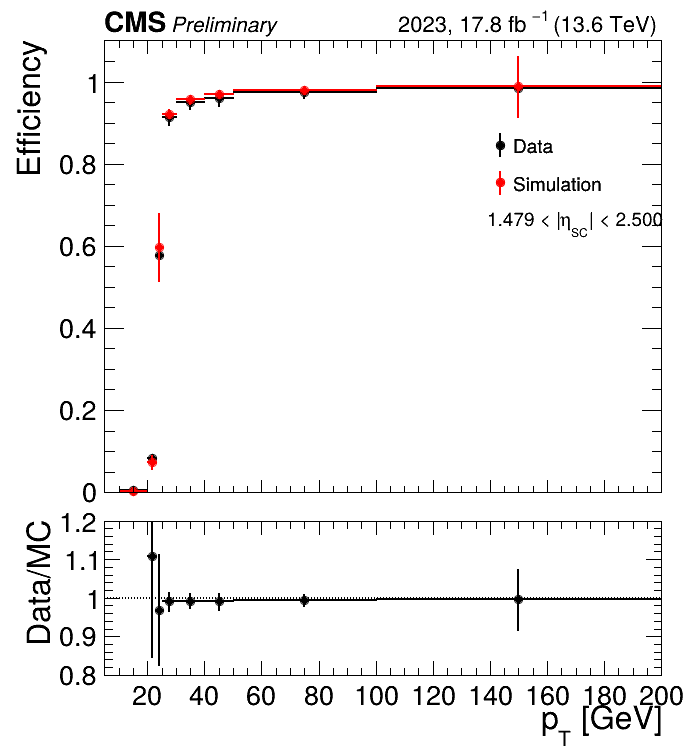 CMS Preliminary 2023, 17.8 fb⁻¹ (13.6 TeV)
Efficiency
1
0.8
0.6
0.4
0.2
0
Data
Simulation
1.479 < |η_SC| < 2.500
Data/MC
1.2
1.1
1
0.9
0.8
20 40 60 80 100 120 140 160 180 200
p_T [GeV]